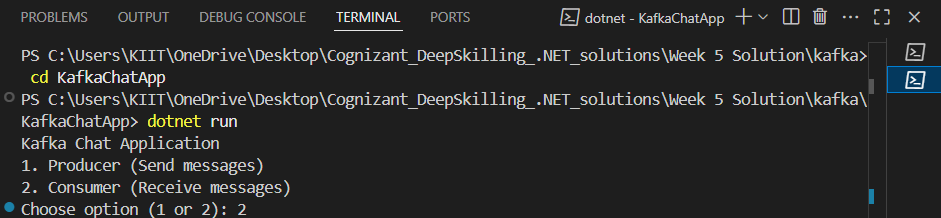 PROBLEMS OUTPUT DEBUG CONSOLE TERMINAL PORTS dotnet - KafkaChatApp
PS C:\Users\KIIT\OneDrive\Desktop\Cognizant_DeepSkilling_.NET_solutions\Week 5 Solution\kafka>
cd KafkaChatApp
PS C:\Users\KIIT\OneDrive\Desktop\Cognizant_DeepSkilling_.NET_solutions\Week 5 Solution\kafka\
KafkaChatApp> dotnet run
Kafka Chat Application
1. Producer (Send messages)
2. Consumer (Receive messages)
Choose option (1 or 2): 2